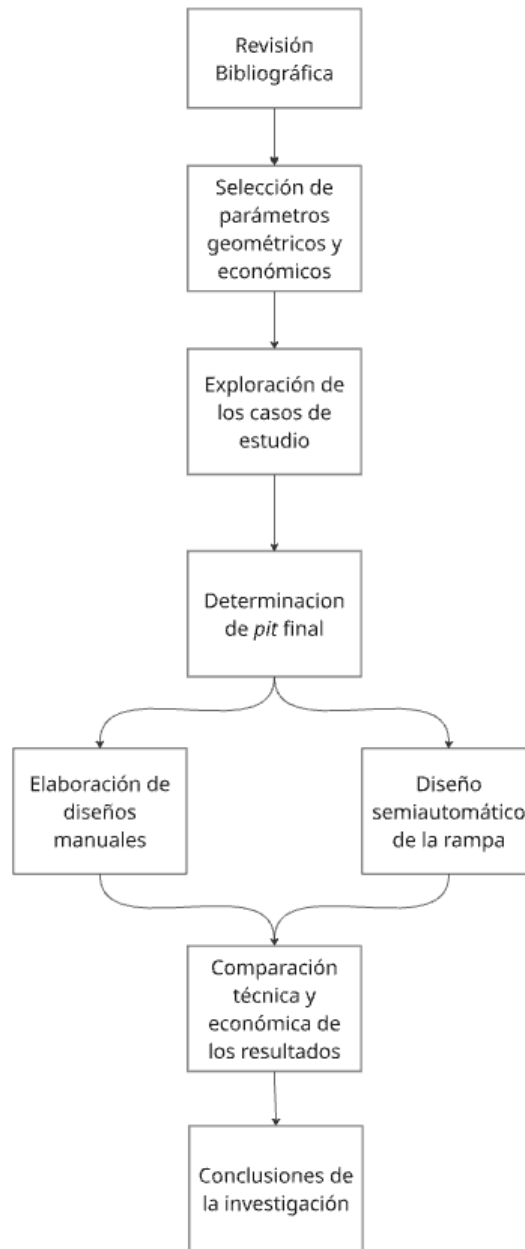 Revisión
Bibliográfica
Selección de
parámetros
geométricos y
económicos
Exploración de
los casos de
estudio
Determinacion
de pit final
Elaboración de
diseños
manuales
Diseño
semiautomático
de la rampa
Comparación
técnica y
económica de
los resultados
Conclusiones de
la investigación